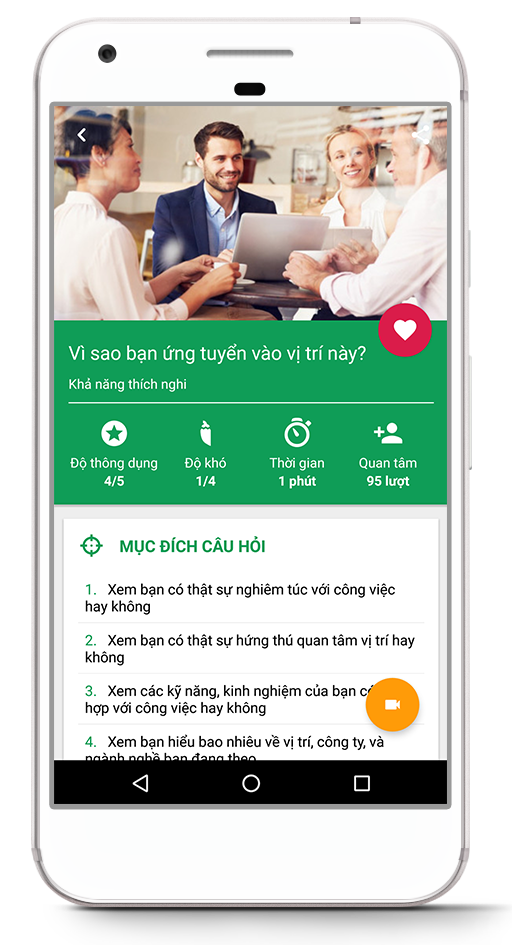 Vì sao bạn ứng tuyển vào vị trí này?
Khả năng thích nghi
Độ thông dụng Độ khó Thời gian Quan tâm
4/5 1/4 1 phút 95 lượt
MỤC ĐÍCH CÂU HỎI
1. Xem bạn có thật sự nghiêm túc với công việc
hay không
2. Xem bạn có thật sự hứng thú quan tâm vị trí hay
không
3. Xem các kỹ năng, kinh nghiệm của bạn
hợp với công việc hay không
4. Xem bạn hiểu bao nhiêu về vị trí, công ty, và
ngành nghề bạn đang theo